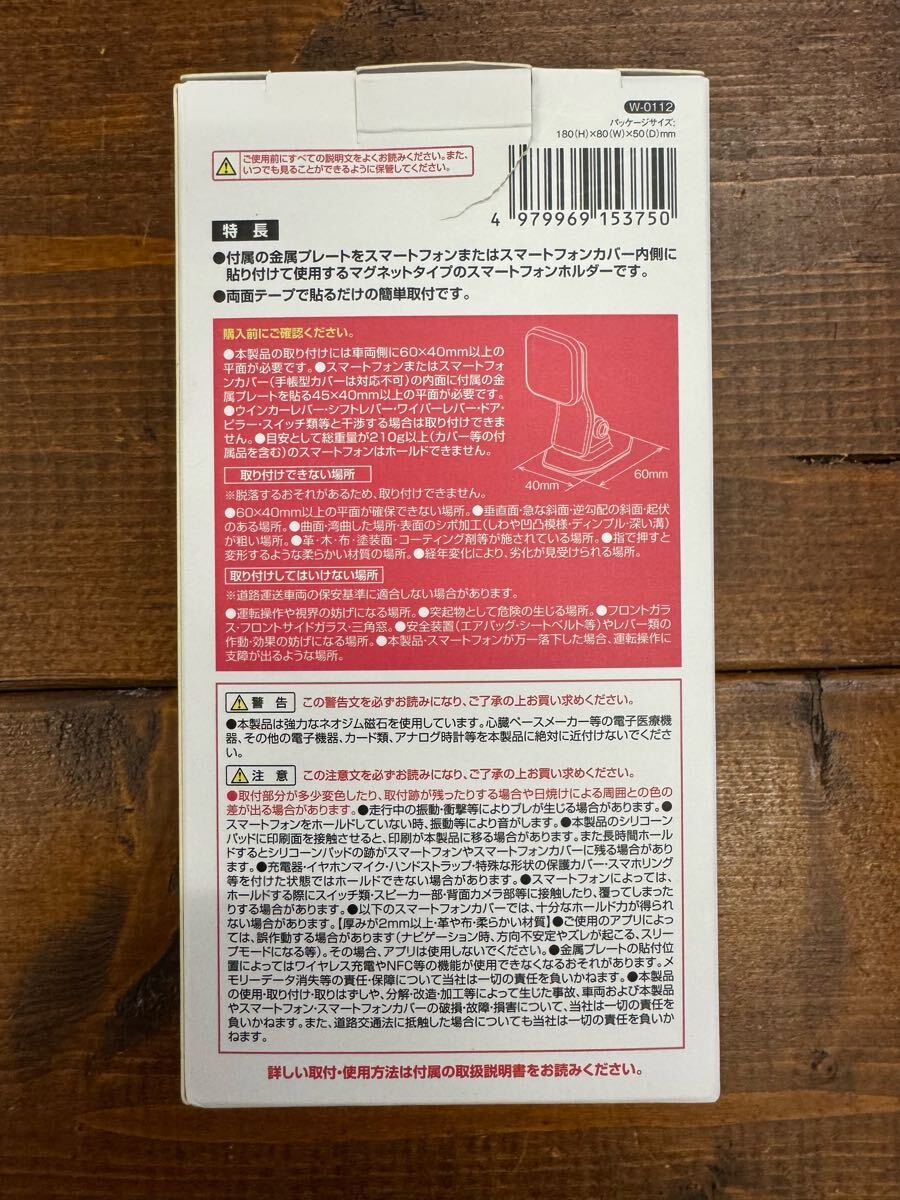 W-0112
パッケージサイズ:
180(H)×80(W)×50(D)mm
ご使用前にすべての説明文をよくお読みください。また、
いつでも見ることができるように保管してください。
4 979969 153750
特長
●付属の金属プレートをスマートフォンまたはスマートフォンカバー内側に
貼り付けて使用するマグネットタイプのスマートフォンホルダーです。
●両面テープで貼るだけの簡単取付です。
購入前にご確認ください。
●本製品の取り付けには車両側に60×40mm以上の
平面が必要です。●スマートフォンまたはスマートフ
ォンカバー(手帳型カバーは対応不可)の内面に付属の金
属プレートを貼る45×40mm以上の平面が必要です。
●ウインカーレバー・シフトレバー・ワイパーレバー・ドア・
ピラー・スイッチ類等と干渉する場合は取り付けできま
せん。●目安として総重量が210g以上(カバー等の付
属品を含む)のスマートフォンはホールドできません。
40mm
60mm
取り付けできない場所
※脱落するおそれがあるため、取り付けできません。
●60×40mm以上の平面が確保できない場所。●垂直面・急な斜面・逆勾配の斜面・起伏
のある場所。●曲面・湾曲した場所・表面のシボ加工(しわや凹凸模様・ディンプル・深い溝)
が粗い場所。●革・木・布・塗装面・コーティング剤等が施されている場所。●指で押すと
変形するような柔らかい材質の場所。●経年変化により、劣化が見受けられる場所。
取り付けしてはいけない場所
※道路運送車両の保安基準に適合しない場合があります。
●運転操作や視界の妨げになる場所。●突起物として危険の生じる場所。●フロントガラ
ス・フロントサイドガラス・三角窓。●安全装置(エアバッグ・シートベルト等)やレバー類の
作動・効果の妨げになる場所。●本製品・スマートフォンが万一落下した場合、運転操作に
支障が出るような場所。
警告 この警告文を必ずお読みになり、ご了承の上お買い求めください。
●本製品は強力なネオジム磁石を使用しています。心臓ペースメーカー等の電子医療機
器、その他の電子機器、カード類、アナログ時計等を本製品に絶対に近付けないでくださ
い。
注意 この注意文を必ずお読みになり、ご了承の上お買い求めください。
●取付部分が多少変色したり、取付跡が残ったりする場合や日焼けによる周囲との色の
差が出る場合があります。●走行中の振動・衝撃等によりブレが生じる場合があります。●
スマートフォンをホールドしていない時、振動等により音がします。●本製品のシリコーン
パッドに印刷面を接触させると、印刷が本製品に移る場合があります。また長時間ホール
ドするとシリコーンパッドの跡がスマートフォンやスマートフォンカバーに残る場合があり
ます。●充電器・イヤホンマイク・ハンドストラップ・特殊な形状の保護カバー・スマホリング
等を付けた状態ではホールドできない場合があります。●スマートフォンによっては、
ホールドする際にスイッチ類・スピーカー部・背面カメラ部等に接触したり、覆ってしまった
りする場合があります。●以下のスマートフォンカバーでは、十分なホールド力が得られ
ない場合があります。【厚みが2mm以上・革や布・柔らかい材質】●ご使用のアプリによっ
ては、誤作動する場合があります(ナビゲーション時、方向不安定やズレが起こる、スリー
プモードになる等)。その場合、アプリは使用しないでください。●金属プレートの貼付位
置によってはワイヤレス充電やNFC等の機能が使用できなくなるおそれがあります。メ
モリーデータ消失等の責任・保障について当社は一切の責任を負いかねます。●本製品
の使用・取り付け・取りはずしや、分解・改造・加工等によって生じた事故、車両および本製品
やスマートフォン・スマートフォンカバーの破損・故障・損害について、当社は一切の責任を
負いかねます。また、道路交通法に抵触した場合についても当社は一切の責任を負いか
ねます。
詳しい取付・使用方法は付属の取扱説明書をお読みください。